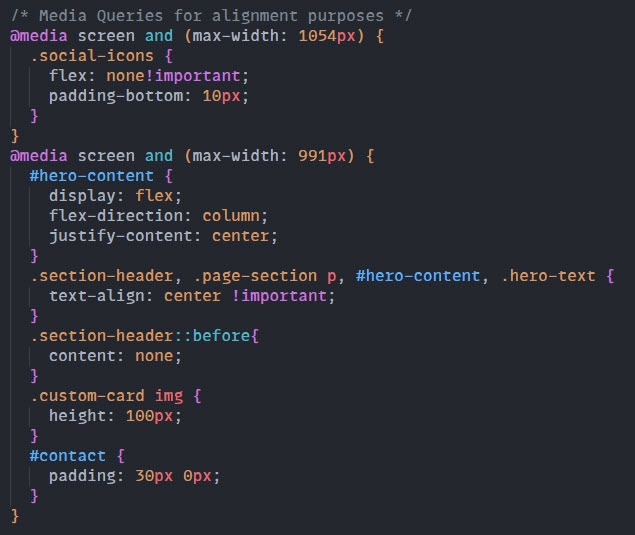 /* Media Queries for alignment purposes */
@media screen and (max-width: 1054px) {
  .social-icons {
    flex: none!important;
    padding-bottom: 10px;
  }
}
@media screen and (max-width: 991px) {
  #hero-content {
    display: flex;
    flex-direction: column;
    justify-content: center;
  }
  .section-header, .page-section p, #hero-content, .hero-text {
    text-align: center !important;
  }
  .section-header::before{
    content: none;
  }
  .custom-card img {
    height: 100px;
  }
  #contact {
    padding: 30px 0px;
  }
}